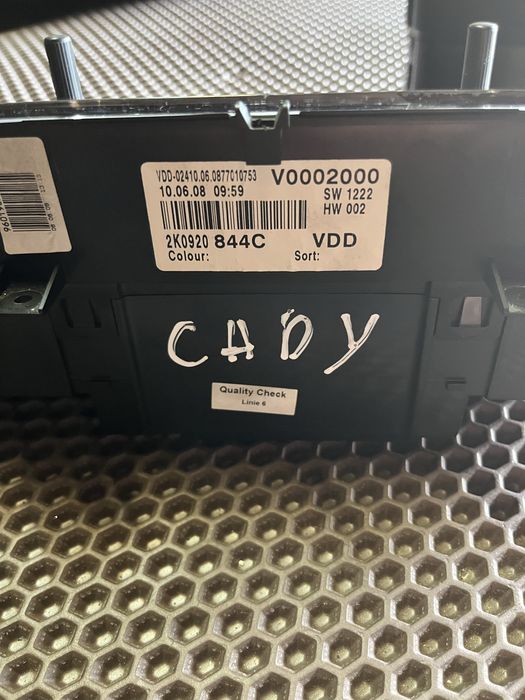 VDD-02410.06.0877010753 V0002000
10.06.08 09:59 SW 1222
HW 002
2K0920 844C VDD
Colour: Sort:
CADY
Quality Check
Linie 6